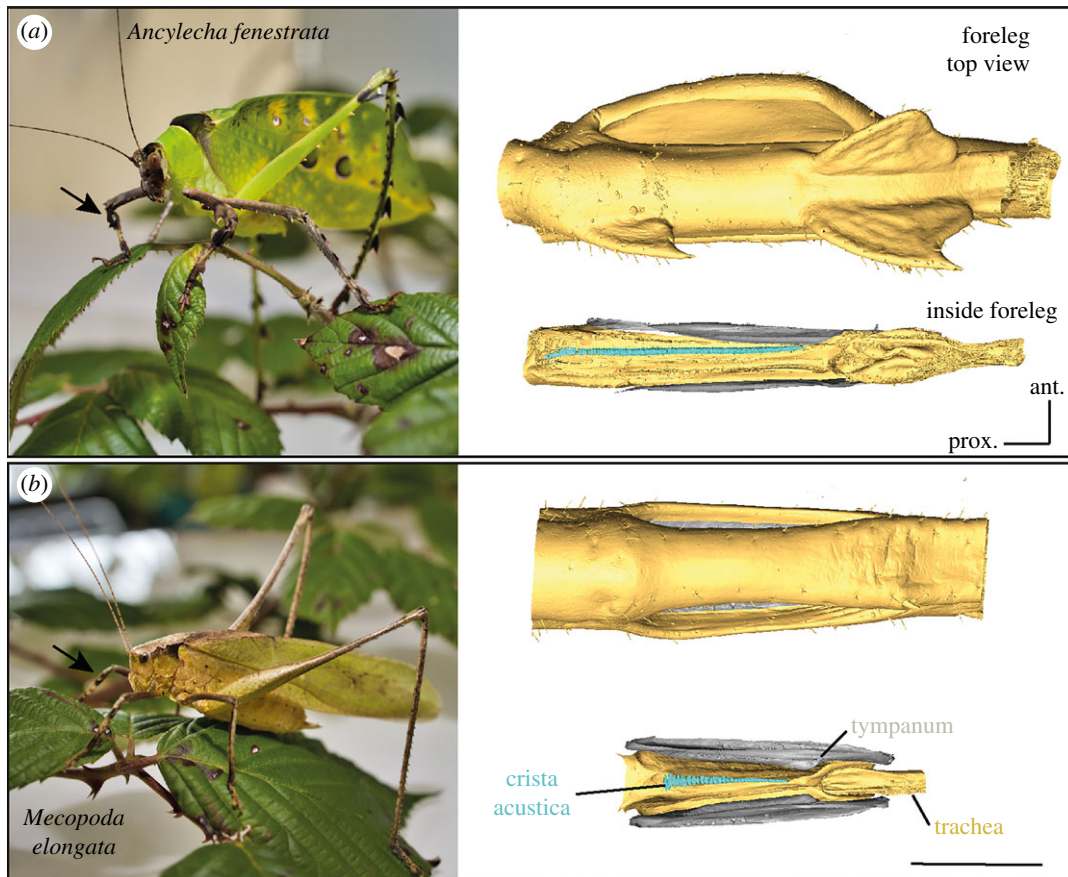 (a)
Ancylecha fenestrata
foreleg
top view
inside foreleg
ant.
prox.
(b)
Mecopoda
elongata
tympanum
crista
acustica
trachea